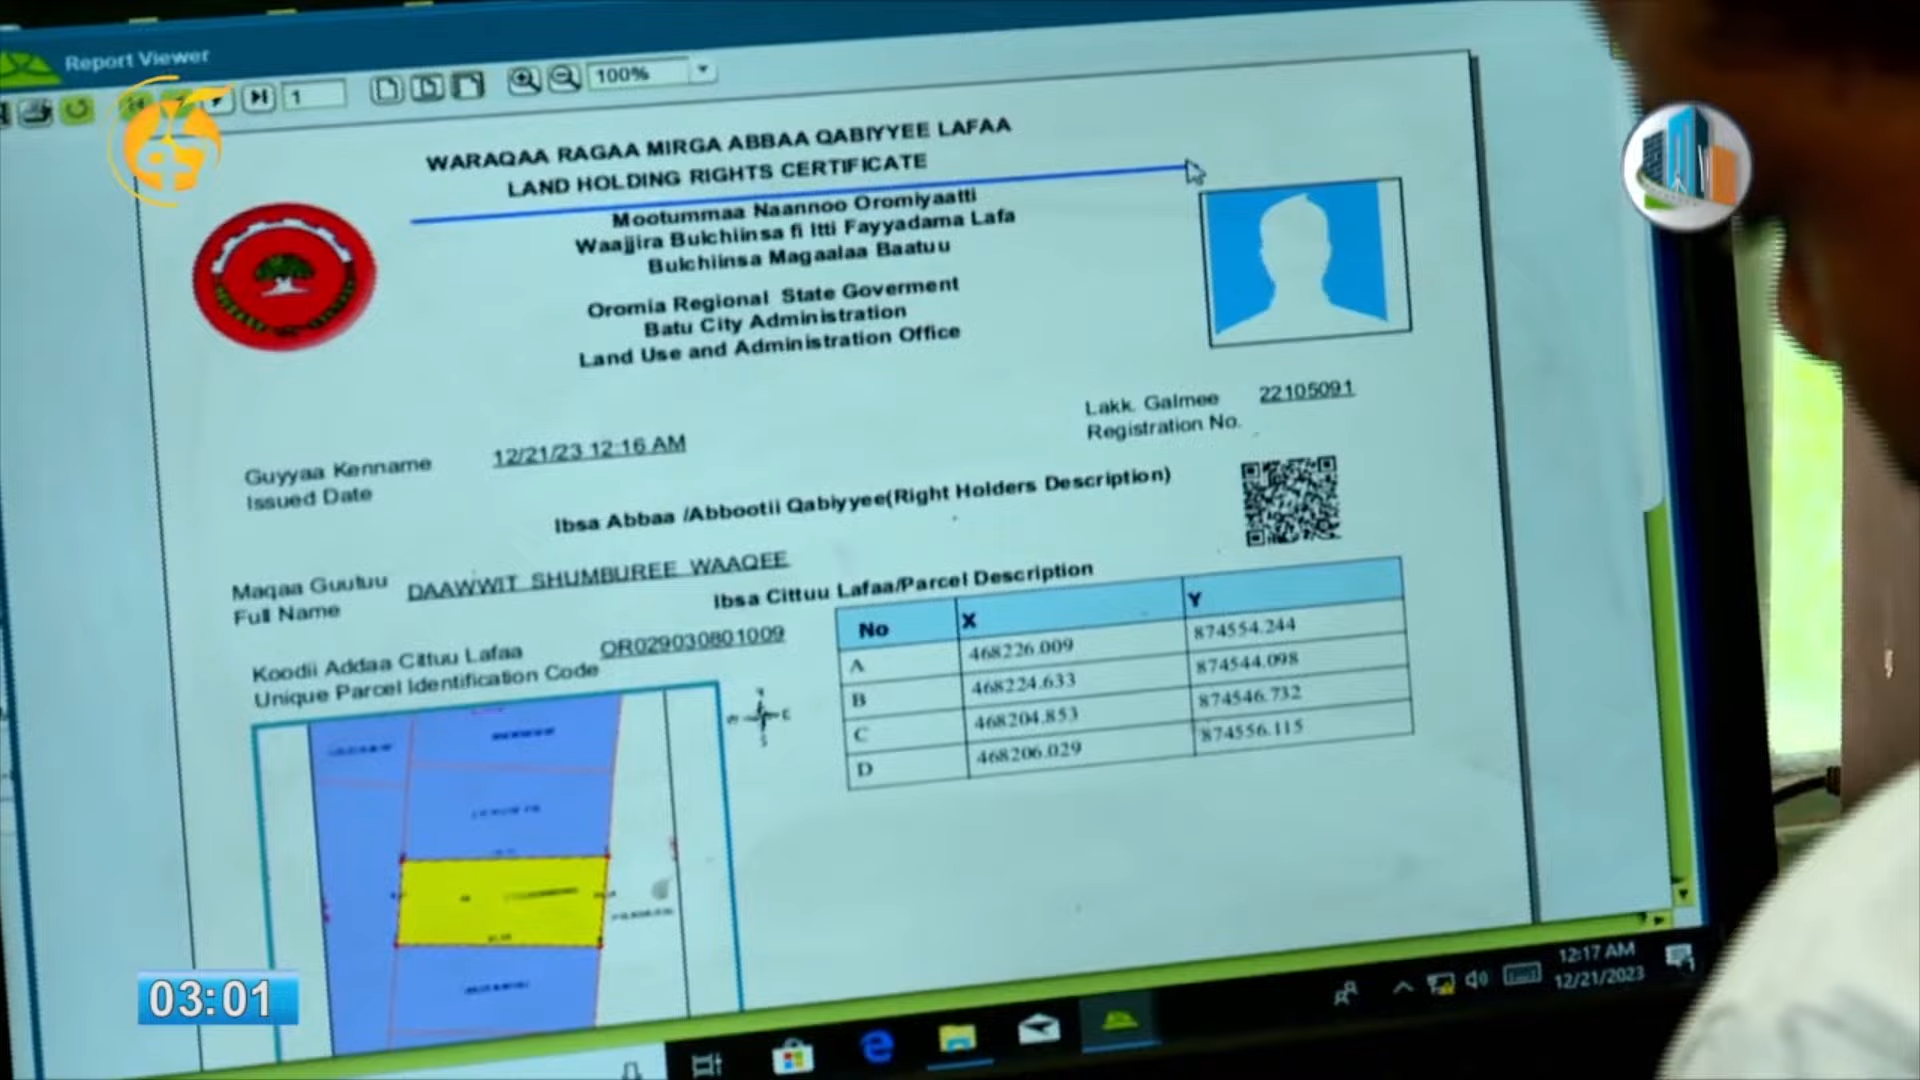 Report Viewer
1
100%
WARAQAA RAGAA MIRGA ABBAA QABIYYEE LAFAA
LAND HOLDING RIGHTS CERTIFICATE
Mootummaa Naannoo Oromiyaatti
Waajjira Bulchiinsa fi Itti Fayyadama Lafa
Bulchiinsa Magaalaa Baatuu
Oromia Regional State Goverment
Batu City Administration
Land Use and Administration Office
Lakk. Galmee 22105091
Registration No.
Guyyaa Kenname 12/21/23 12:16 AM
Issued Date
Ibsa Abbaa /Abbootii Qabiyyee(Right Holders Description)
Maqaa Guutuu DAAWWIT SHUMBUREE WAAQEE
Full Name
Ibsa Cittuu Lafaa/Parcel Description
Koodii Addaa Cittuu Lafaa OR029030801009
Unique Parcel Identification Code
No X Y
A 468226.009 874554.244
B 468224.633 874544.098
C 468204.853 874546.732
D 468206.029 874556.115
W E
S
03:01
12:17 AM
12/21/2023